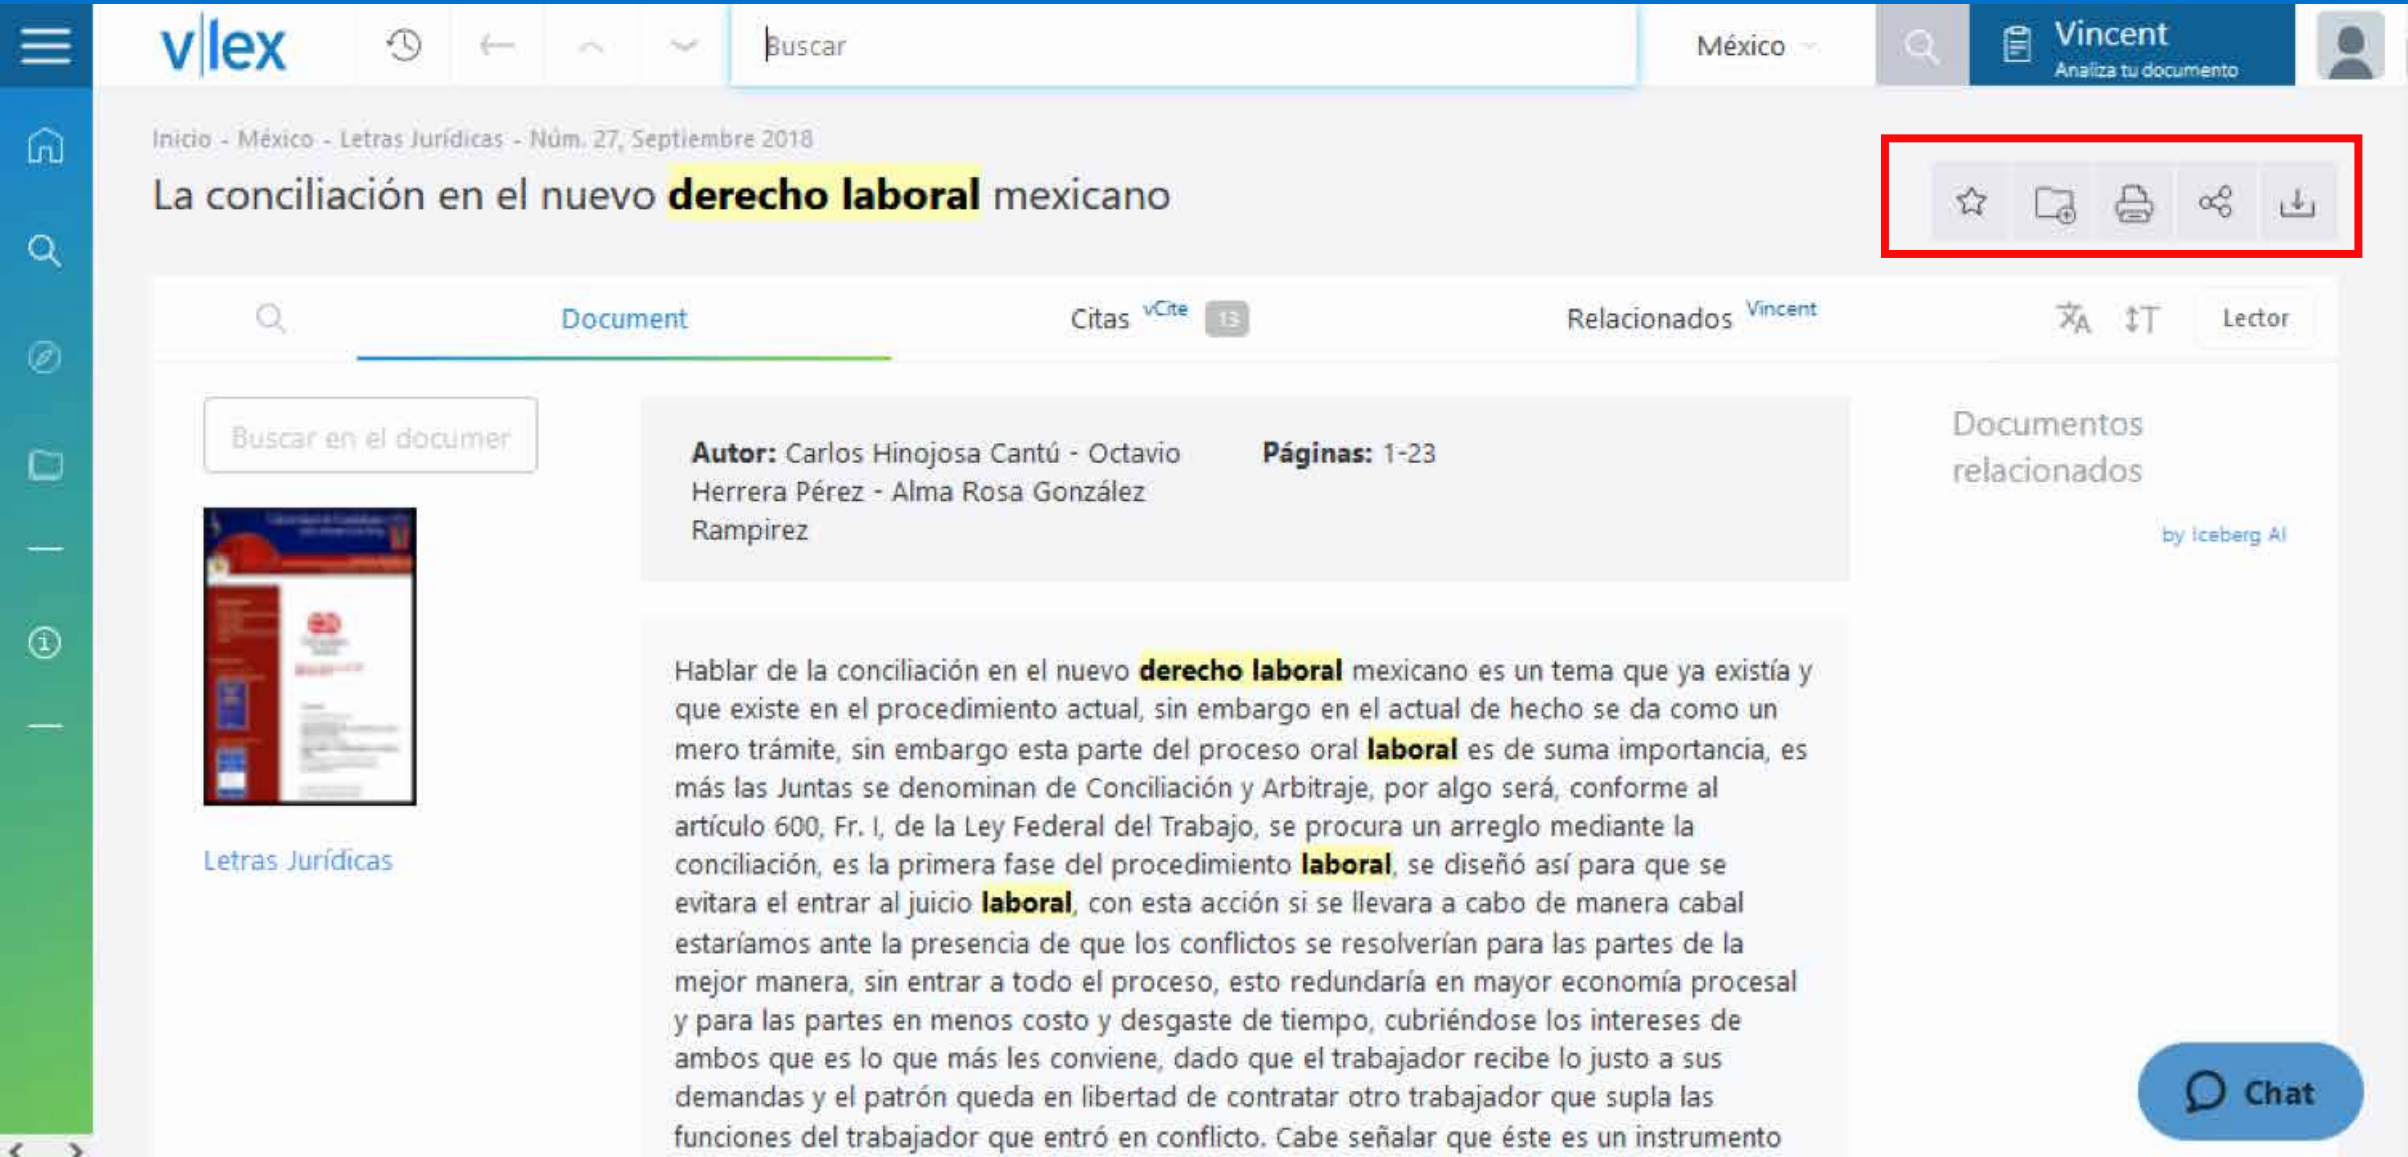 vlex
Buscar
México
Vincent
Analiza tu documento
Inicio - México - Letras Jurídicas - Núm. 27, Septiembre 2018
La conciliación en el nuevo derecho laboral mexicano
Document
Citas vCite 13
Relacionados Vincent
Lector
Buscar en el documer
Autor: Carlos Hinojosa Cantú - Octavio
Herrera Pérez - Alma Rosa González
Rampirez
Páginas: 1-23
Documentos
relacionados
by Iceberg AI
Letras Jurídicas
Hablar de la conciliación en el nuevo derecho laboral mexicano es un tema que ya existía y
que existe en el procedimiento actual, sin embargo en el actual de hecho se da como un
mero trámite, sin embargo esta parte del proceso oral laboral es de suma importancia, es
más las Juntas se denominan de Conciliación y Arbitraje, por algo será, conforme al
artículo 600, Fr. I, de la Ley Federal del Trabajo, se procura un arreglo mediante la
conciliación, es la primera fase del procedimiento laboral, se diseñó así para que se
evitara el entrar al juicio laboral, con esta acción si se llevara a cabo de manera cabal
estaríamos ante la presencia de que los conflictos se resolverían para las partes de la
mejor manera, sin entrar a todo el proceso, esto redundaría en mayor economía procesal
y para las partes en menos costo y desgaste de tiempo, cubriéndose los intereses de
ambos que es lo que más les conviene, dado que el trabajador recibe lo justo a sus
demandas y el patrón queda en libertad de contratar otro trabajador que supla las
funciones del trabajador que entró en conflicto. Cabe señalar que éste es un instrumento
Chat